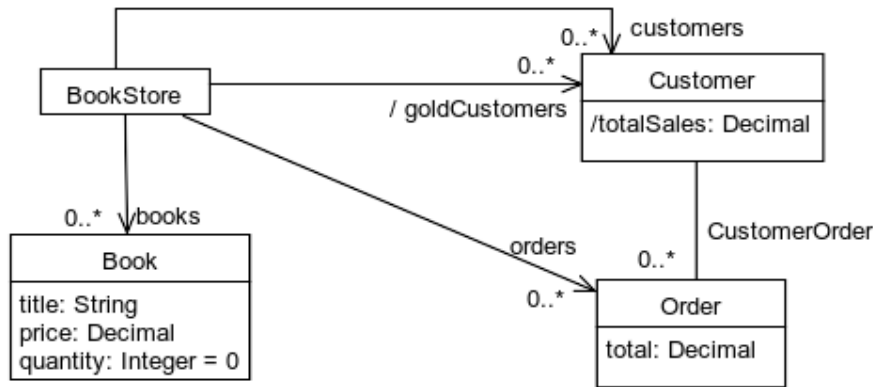 customers
0..*
0..*
BookStore
/ goldCustomers
Customer
/totalSales: Decimal
0..*
books
orders
0..*
CustomerOrder
0..*
Book
title: String
price: Decimal
quantity: Integer = 0
Order
total: Decimal